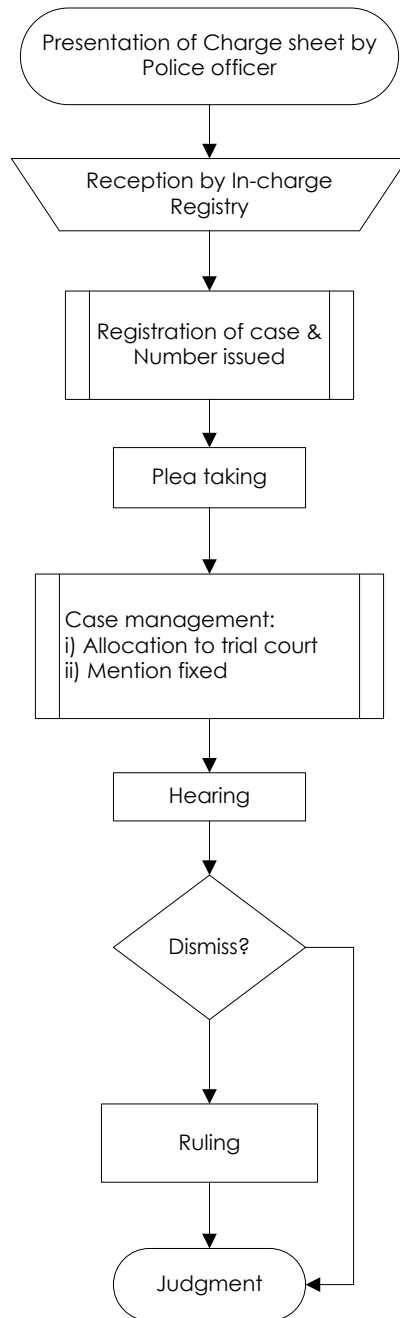 Presentation of Charge sheet by
Police officer
Reception by In-charge
Registry
Registration of case &
Number issued
Plea taking
Case management:
i) Allocation to trial court
ii) Mention fixed
Hearing
Dismiss?
Ruling
Judgment